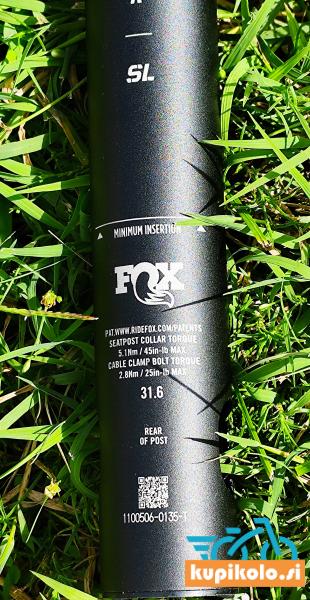 SL
MINIMUM INSERTION
FOX
PAT.WWW.RIDEFOX.COM/PATENTS
SEATPOST COLLAR TORQUE
5.1Nm / 45in-lb MAX
CABLE CLAMP BOLT TORQUE
2.8Nm / 25in-lb MAX
31.6
REAR
OF POST
1100506-0135-1
kupikolo.si